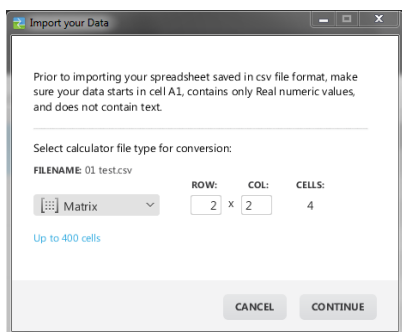 Import your Data
Prior to importing your spreadsheet saved in csv file format, make
sure your data starts in cell A1, contains only Real numeric values,
and does not contain text.
Select calculator file type for conversion:
FILENAME: 01 test.csv
ROW: COL: CELLS:
Matrix 2 x 2 4
Up to 400 cells
CANCEL CONTINUE